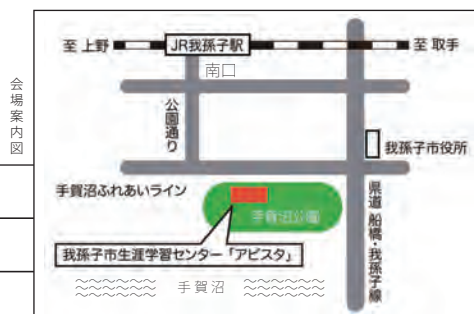 会場案内図
至 上野
JR我孫子駅
至 取手
南口
公園通り
我孫子市役所
手賀沼ふれあいライン
手賀沼公園
県道 船橋・我孫子線
我孫子市生涯学習センター「アビスタ」
手賀沼